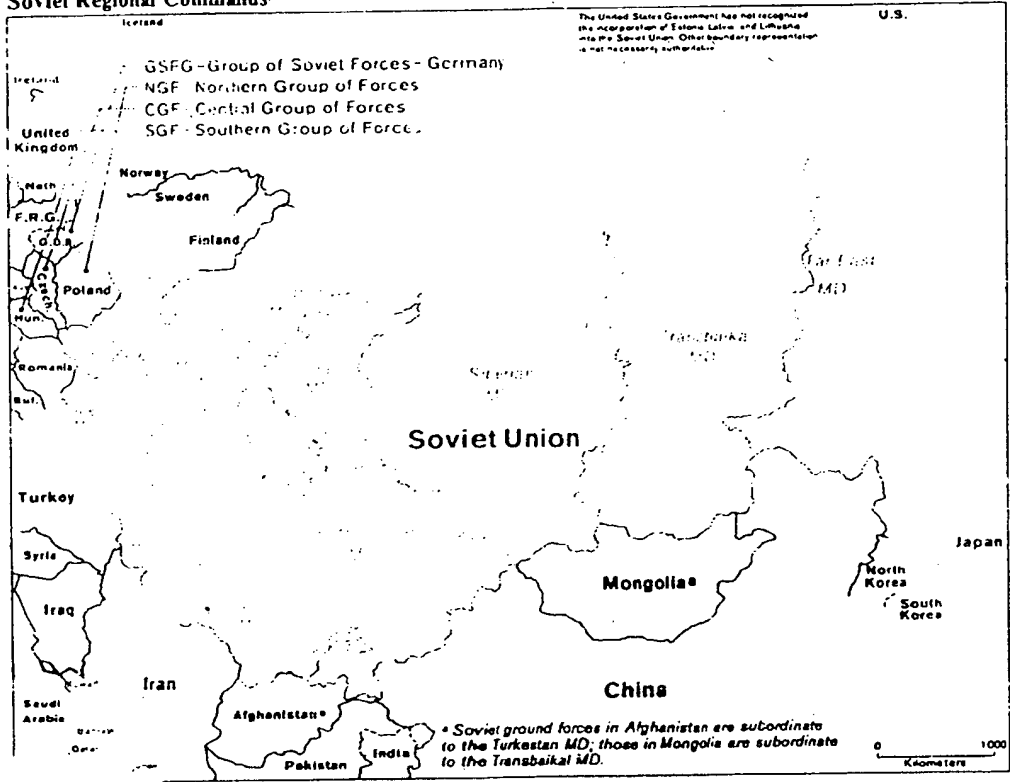 Soviet Regional Commands
Iceland
The United States Government has not recognized
the incorporation of Estonia, Latvia, and Lithuania
into the Soviet Union. Other boundary representation
is not necessarily authoritative.
U.S.
GSFG - Group of Soviet Forces - Germany
NGF - Northern Group of Forces
CGF - Central Group of Forces
SGF - Southern Group of Forces
Ireland
United
Kingdom
Norway
Sweden
Neth
F.R.G.
G.D.R.
Finland
Far East
MD
Czech
Poland
Hun.
Transbaikal
MD
Romania
Siberian
MD
Bul.
Soviet Union
Turkey
Syria
Japan
Mongolia*
North
Korea
Iraq
South
Korea
Iran
China
Saudi
Arabia
Afghanistan*
Qatar
India
Pakistan
* Soviet ground forces in Afghanistan are subordinate
to the Turkestan MD; those in Mongolia are subordinate
to the Transbaikal MD.
0 1000
Kilometers